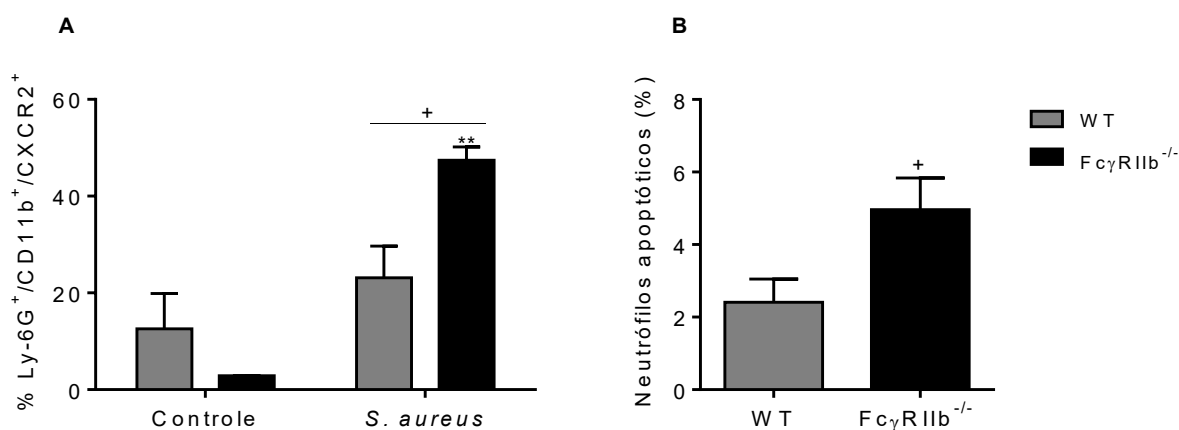 A
% Ly-6G⁺/CD11b⁺/CXCR2⁺
60
40
20
0
+
**
Controle
S. aureus
B
Neutrófilos apoptóticos (%)
8
6
4
2
0
+
WT
FcγRIIb⁻/⁻
WT
FcγRIIb⁻/⁻